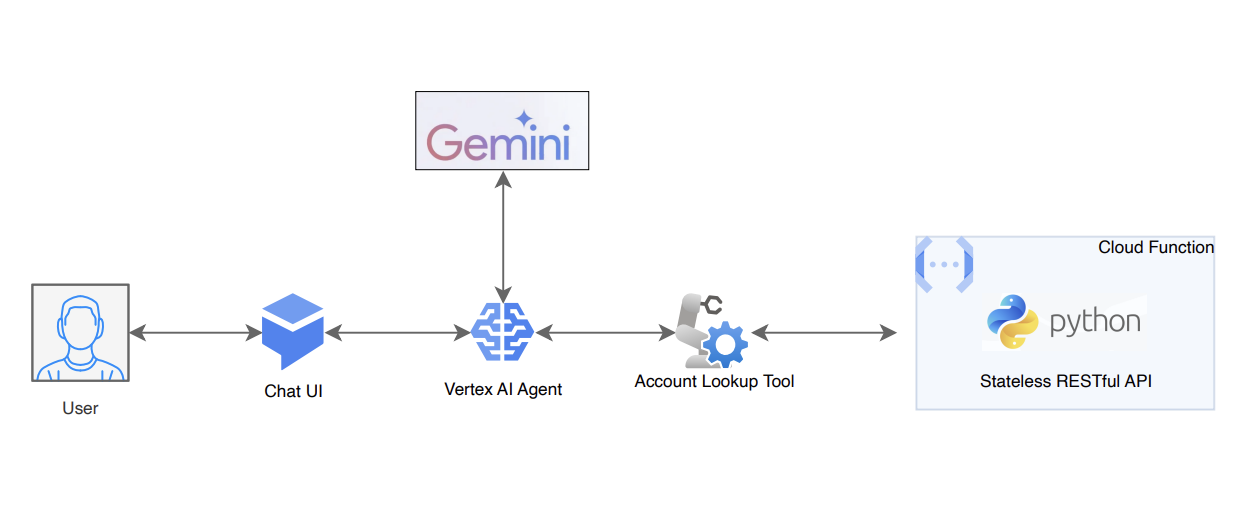 Gemini
Cloud Function
python
Stateless RESTful API
Account Lookup Tool
Vertex AI Agent
Chat UI
User